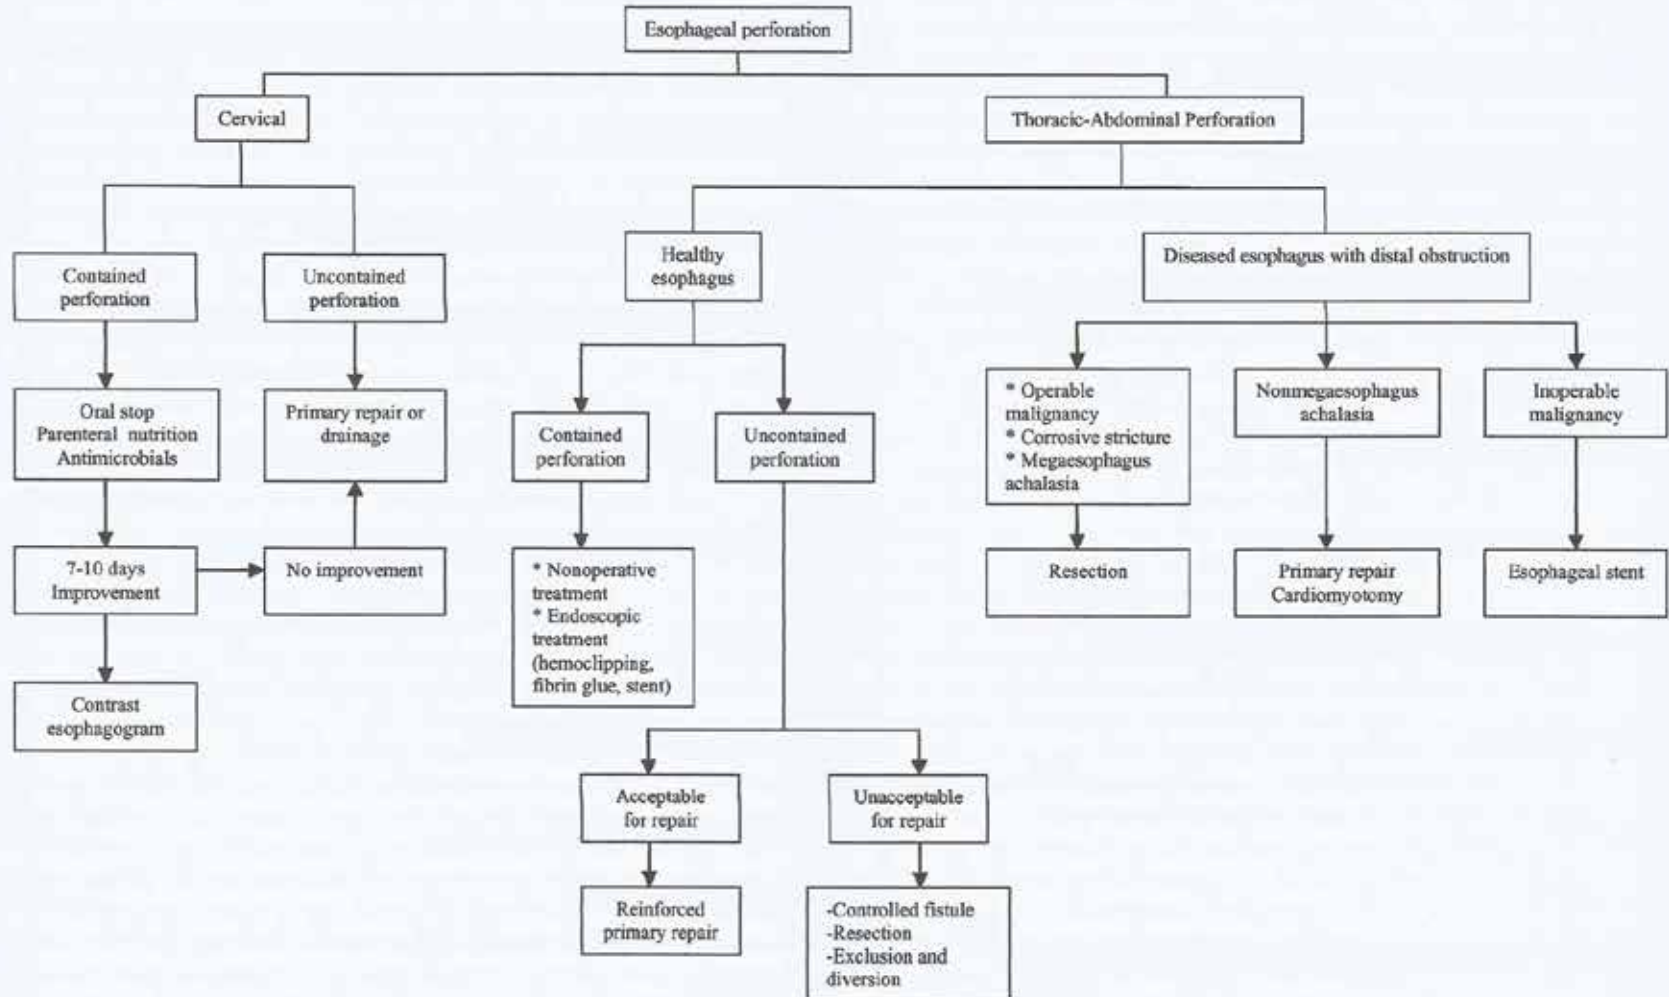 Esophageal perforation
Cervical
Thoracic-Abdominal Perforation
Contained
perforation
Uncontained
perforation
Healthy
esophagus
Diseased esophagus with distal obstruction
Oral stop
Parenteral nutrition
Antimicrobials
Primary repair or
drainage
Contained
perforation
Uncontained
perforation
* Operable
malignancy
* Corrosive stricture
* Megaesophagus
achalasia
Nonmegaesophagus
achalasia
Inoperable
malignancy
7-10 days
Improvement
No improvement
* Nonoperative
treatment
* Endoscopic
treatment
(hemoclipping,
fibrin glue, stent)
Resection
Primary repair
Cardiomyotomy
Esophageal stent
Contrast
esophagogram
Acceptable
for repair
Unacceptable
for repair
Reinforced
primary repair
-Controlled fistule
-Resection
-Exclusion and
diversion